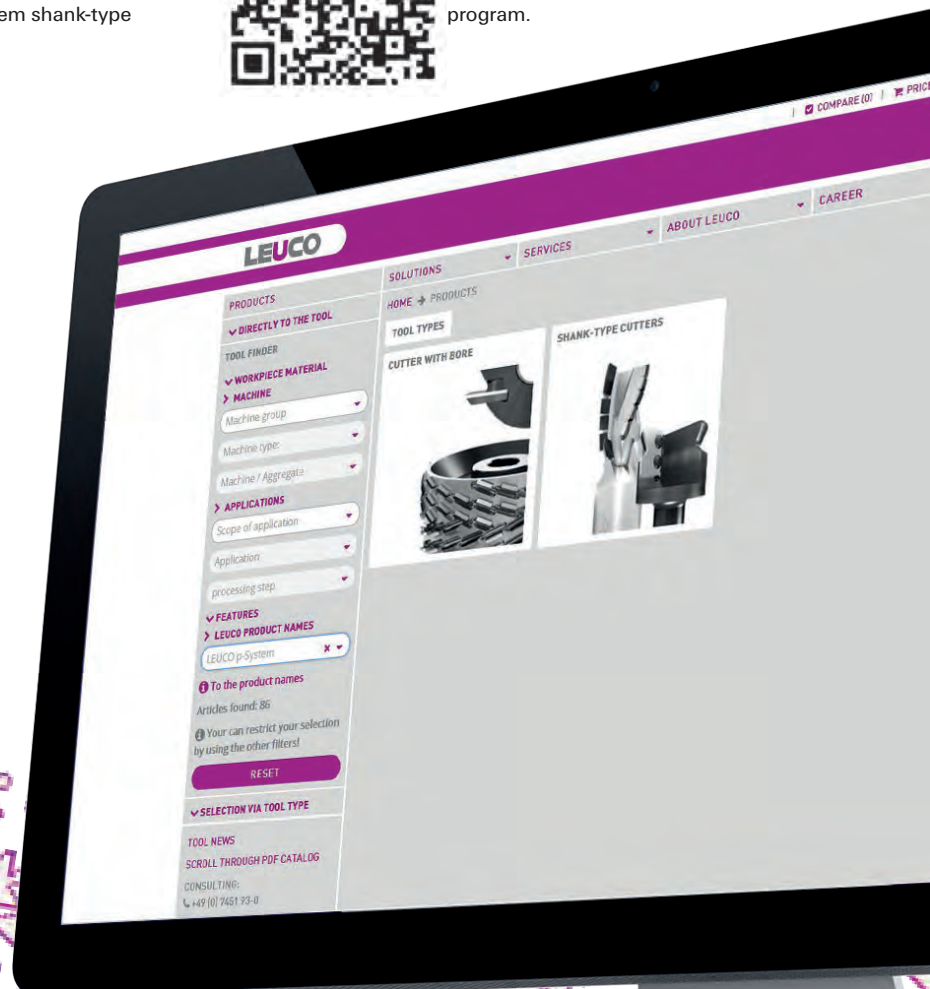 em shank-type
program.
COMPARE (0) | PRICE
LEUCO
PRODUCTS
DIRECTLY TO THE TOOL
TOOL FINDER
WORKPIECE MATERIAL
MACHINE
Machine group
Machine type:
Machine / Aggregate
APPLICATIONS
Scope of application
Application
processing step
FEATURES
LEUCO PRODUCT NAMES
LEUCO p-System
To the product names
Articles found: 86
Your can restrict your selection
by using the other filters!
RESET
SELECTION VIA TOOL TYPE
TOOL NEWS
SCROLL THROUGH PDF CATALOG
CONSULTING:
+49 (0) 7451 93-0
SOLUTIONS
SERVICES
ABOUT LEUCO
CAREER
HOME → PRODUCTS
TOOL TYPES
CUTTER WITH BORE
SHANK-TYPE CUTTERS